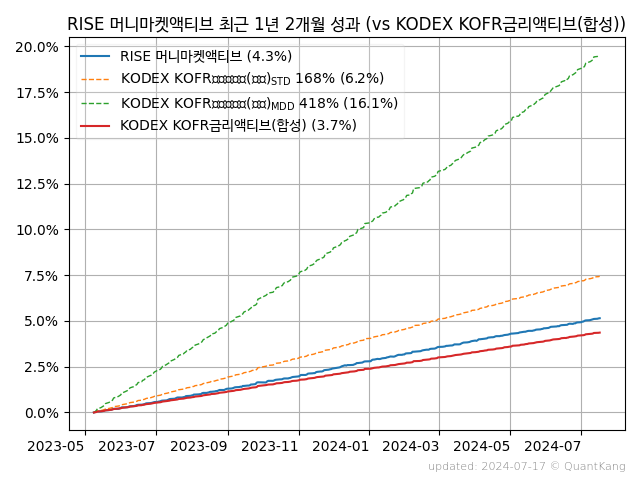 RISE 머니마켓액티브 최근 1년 2개월 성과 (vs KODEX KOFR금리액티브(합성))
RISE 머니마켓액티브 (4.3%)
KODEX KOFR□□□□□(□□)STD 168% (6.2%)
KODEX KOFR□□□□□(□□)MDD 418% (16.1%)
KODEX KOFR금리액티브(합성) (3.7%)
20.0%
17.5%
15.0%
12.5%
10.0%
7.5%
5.0%
2.5%
0.0%
2023-05 2023-07 2023-09 2023-11 2024-01 2024-03 2024-05 2024-07
updated: 2024-07-17 © QuantKang